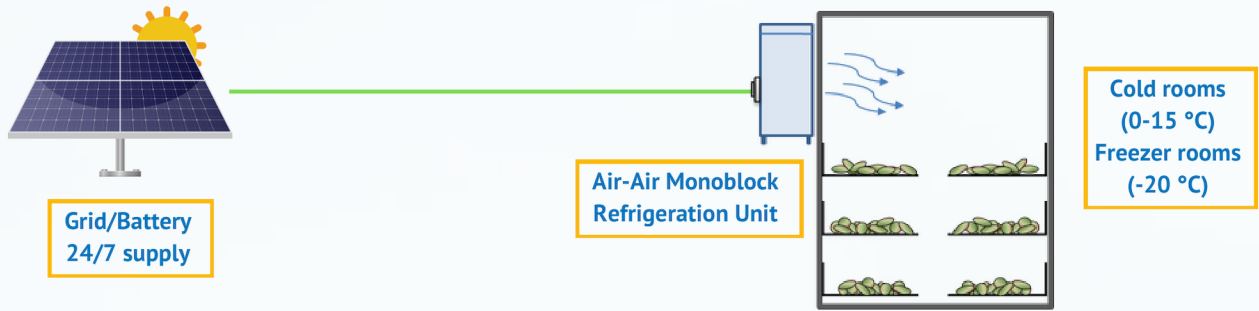 Grid/Battery
24/7 supply
Air-Air Monoblock
Refrigeration Unit
Cold rooms
(0-15 °C)
Freezer rooms
(-20 °C)